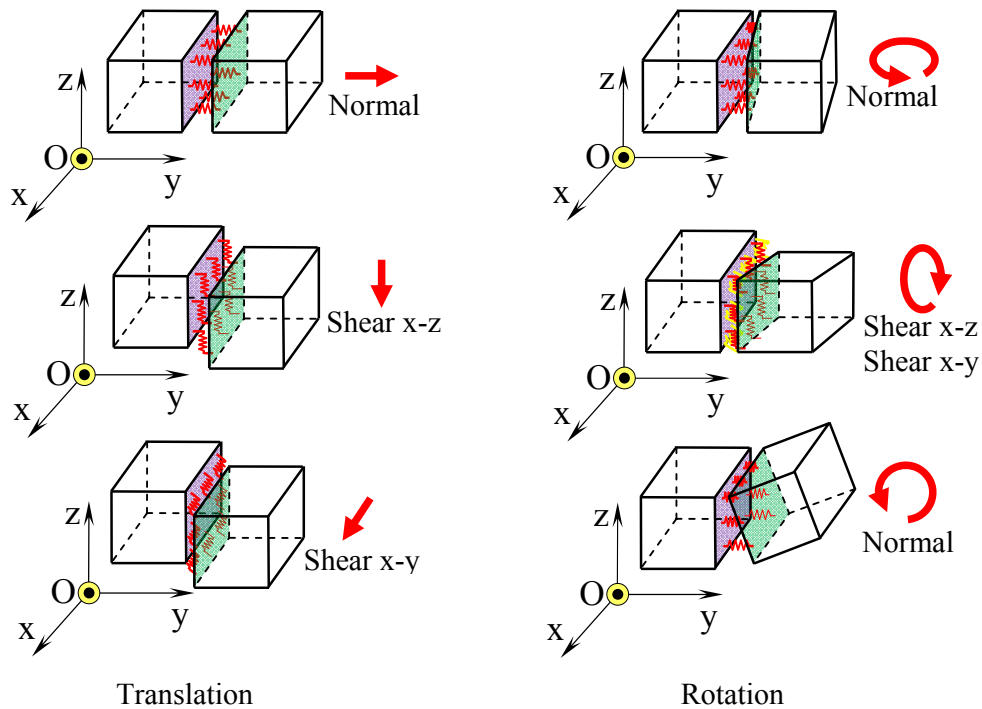 z
Normal
O
y
x
z
Normal
O
y
x
z
Shear x-z
O
y
x
z
Shear x-z
Shear x-y
O
y
x
z
Shear x-y
O
y
x
z
Normal
O
y
x
Translation
Rotation